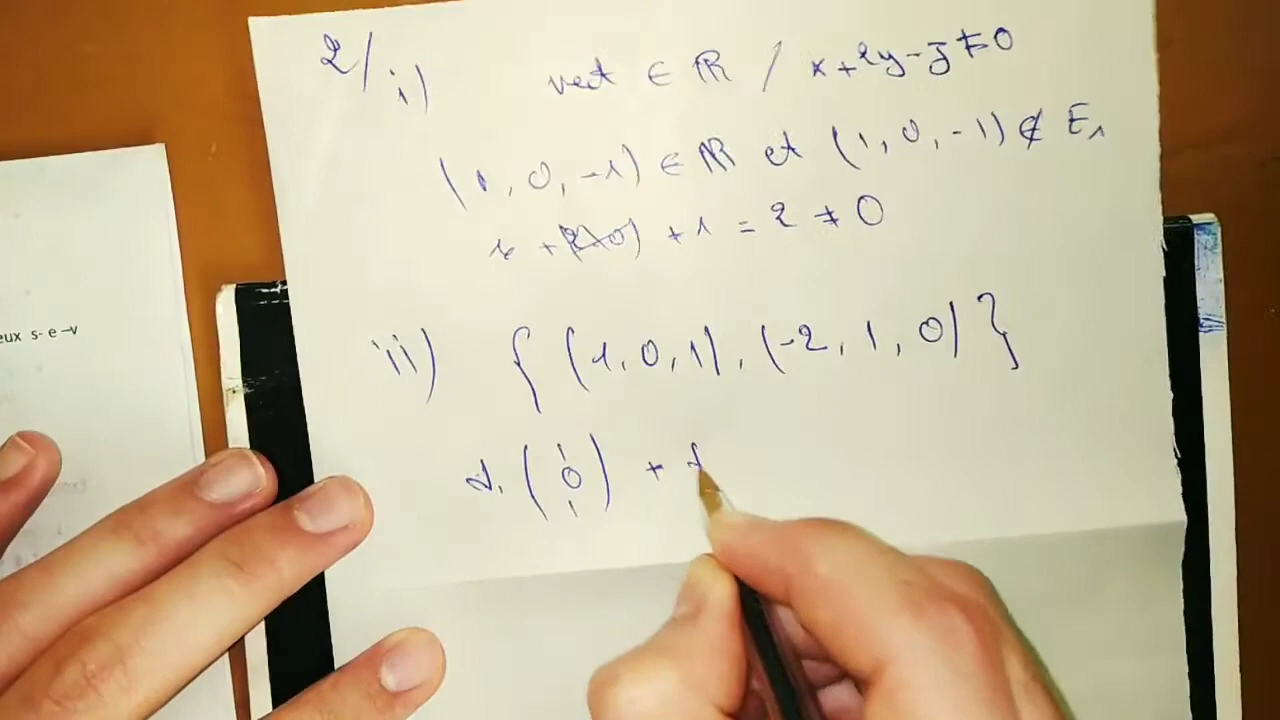 2/ i) vect ∈ ℝ / x+2y-z≠0
(1, 0, -1) ∈ ℝ et (1, 0, -1) ∉ E₁
1 + (2×0) + 1 = 2 ≠ 0
eux s- e –v
ii) { (1, 0, 1), (-2, 1, 0) }
α. (1 0 1) +